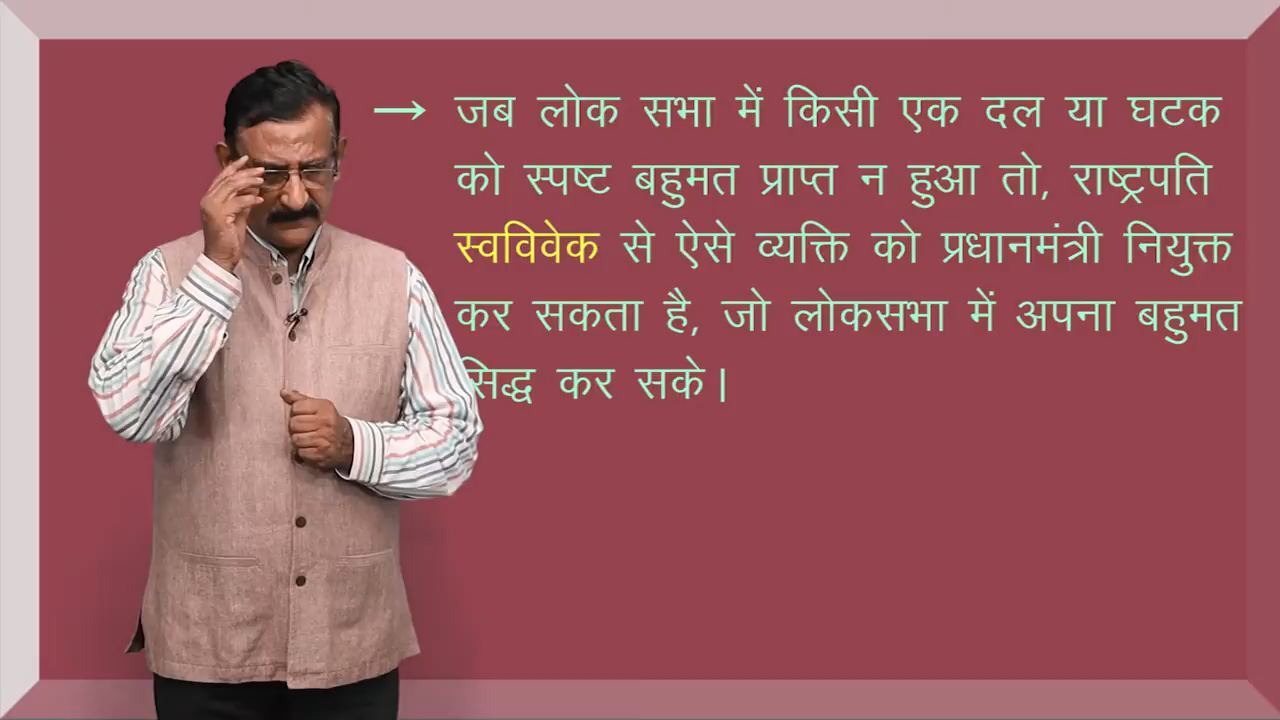 → जब लोक सभा में किसी एक दल या घटक
को स्पष्ट बहुमत प्राप्त न हुआ तो, राष्ट्रपति
स्वविवेक से ऐसे व्यक्ति को प्रधानमंत्री नियुक्त
कर सकता है, जो लोकसभा में अपना बहुमत
सिद्ध कर सके।